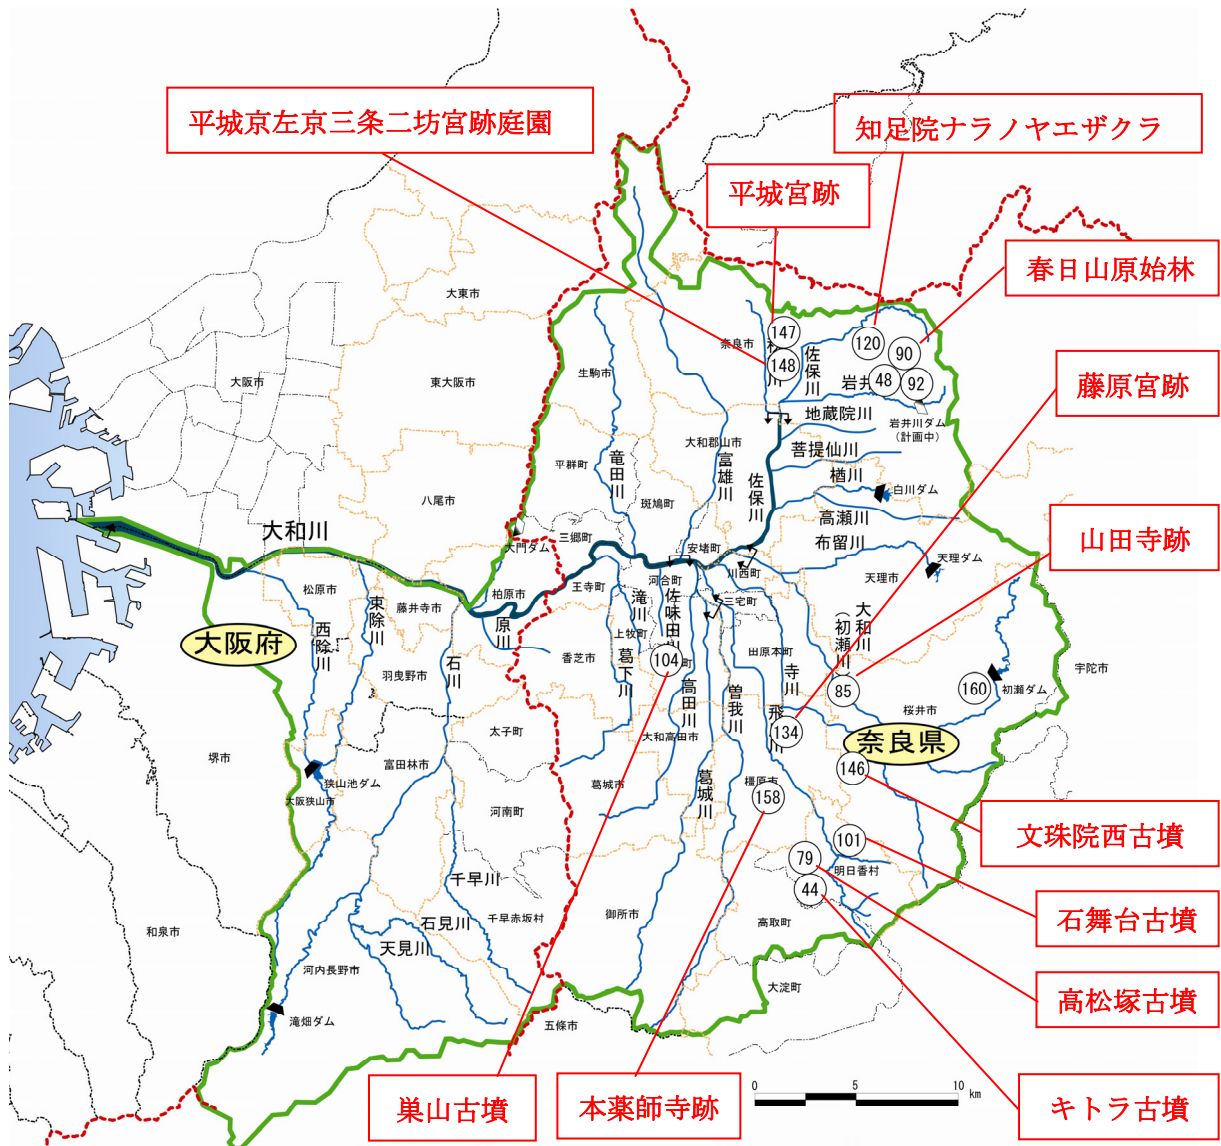 平城京左京三条二坊宮跡庭園
知足院ナラノヤエザクラ
平城宮跡
春日山原始林
大東市
147
奈良市
148
佐保川
120
90
48
92
岩井
大阪市
東大阪市
生駒市
藤原宮跡
地蔵院川
岩井川ダム
(計画中)
大和郡山市
菩提仙川
平群町
竜田川
富雄川
佐保川
楢川
八尾市
斑鳩町
白川ダム
高瀬川
大和川
三郷町
大門ダム
安堵町
布留川
山田寺跡
天理ダム
松原市
東除川
藤井寺市
柏原市
王寺町
河合町
川西町
天理市
西除川
原川
滝川
佐味田
三宅町
大和川
(初瀬川)
大阪府
上牧町
田原本町
石川
香芝市
葛下川
104
町
寺川
宇陀市
羽曳野市
高田川
曽我川
85
160
初瀬ダム
桜井市
太子町
飛
134
川
大和高田市
奈良県
堺市
富田林市
146
狭山池ダム
葛城市
葛城川
橿原市
大阪狭山市
158
河南町
文珠院西古墳
101
79
明日香村
千早川
44
石見川
千早赤坂村
御所市
高取町
石舞台古墳
和泉市
天見川
河内長野市
大淀町
高松塚古墳
滝畑ダム
五條市
巣山古墳
本薬師寺跡
0
5
10
km
キトラ古墳